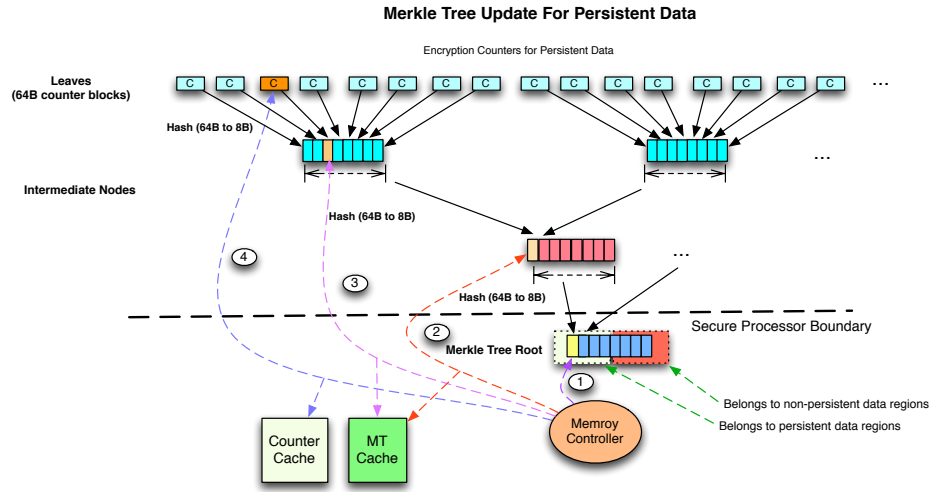 Merkle Tree Update For Persistent Data
Encryption Counters for Persistent Data
Leaves
(64B counter blocks)
C C C C C C C C C C C C C C C C ...
Hash (64B to 8B)
...
Intermediate Nodes
Hash (64B to 8B)
4
3
...
Hash (64B to 8B)
Secure Processor Boundary
2
Merkle Tree Root
1
Belongs to non-persistent data regions
Belongs to persistent data regions
Counter
Cache
MT
Cache
Memroy
Controller